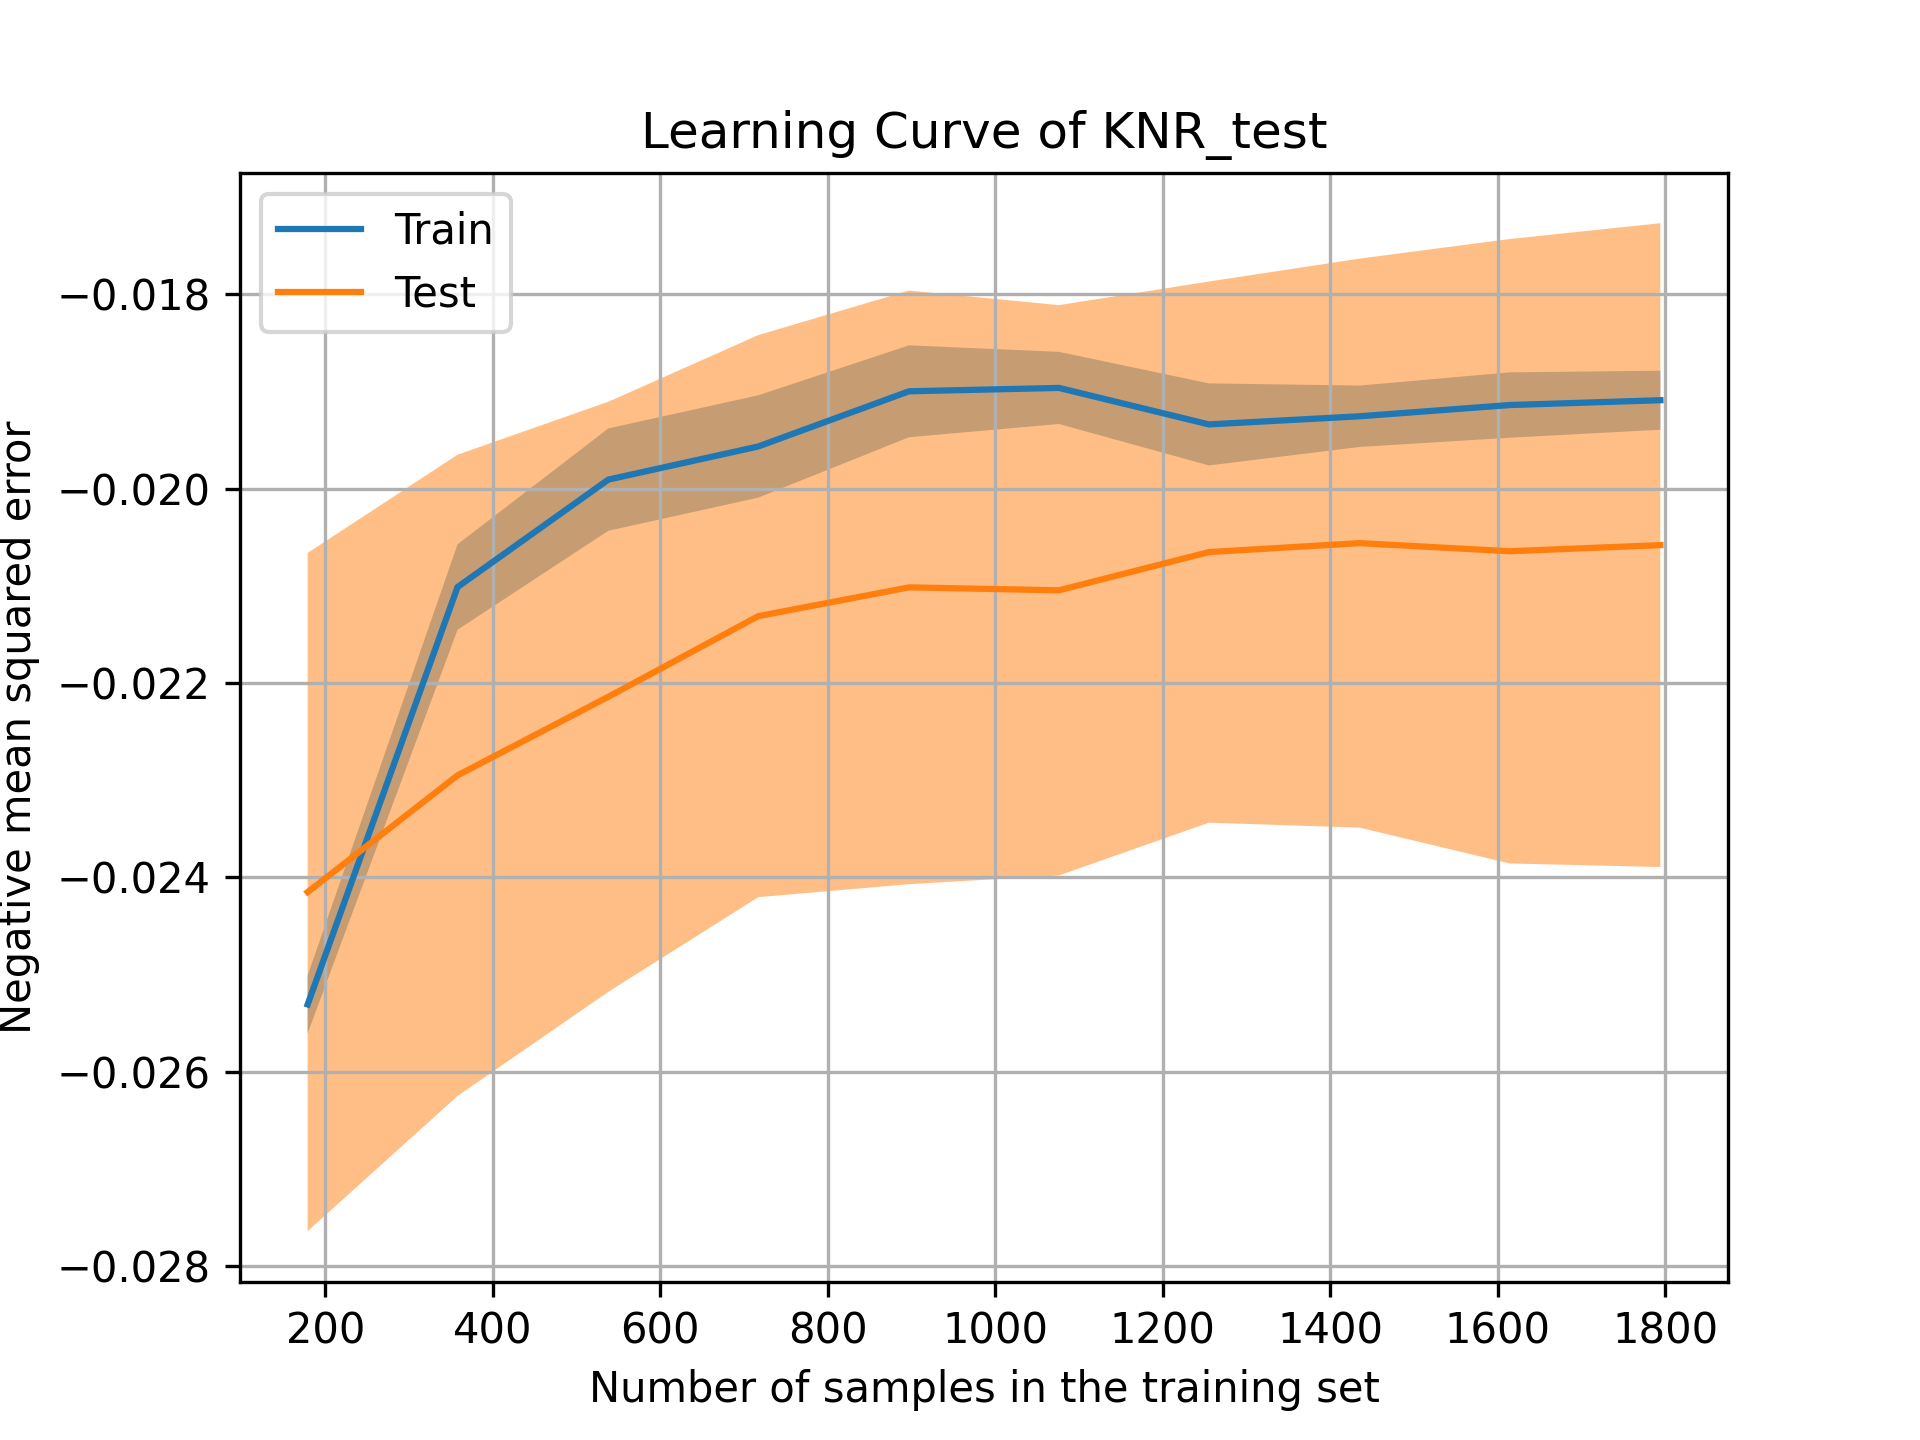 Learning Curve of KNR_test
Train
Test
Negative mean squared error
−0.018
−0.020
−0.022
−0.024
−0.026
−0.028
200 400 600 800 1000 1200 1400 1600 1800
Number of samples in the training set